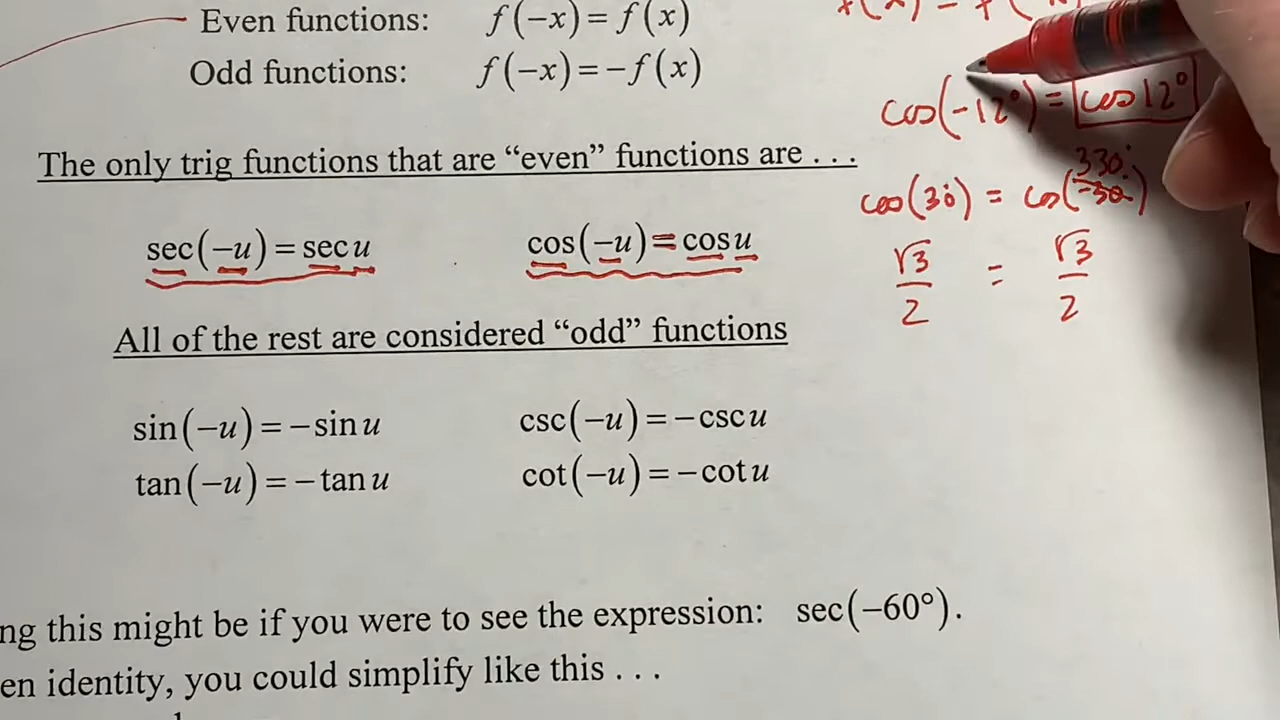 Even functions: f(−x) = f(x)
Odd functions: f(−x) = −f(x)
cos(-12°) = cos12°
The only trig functions that are “even” functions are . . .
330°
cos(30) = cos(-30)
sec(−u) = sec u cos(−u) = cos u
√3/2 = √3/2
All of the rest are considered “odd” functions
sin(−u) = −sin u csc(−u) = −csc u
tan(−u) = −tan u cot(−u) = −cot u
ng this might be if you were to see the expression: sec(−60°).
en identity, you could simplify like this . . .